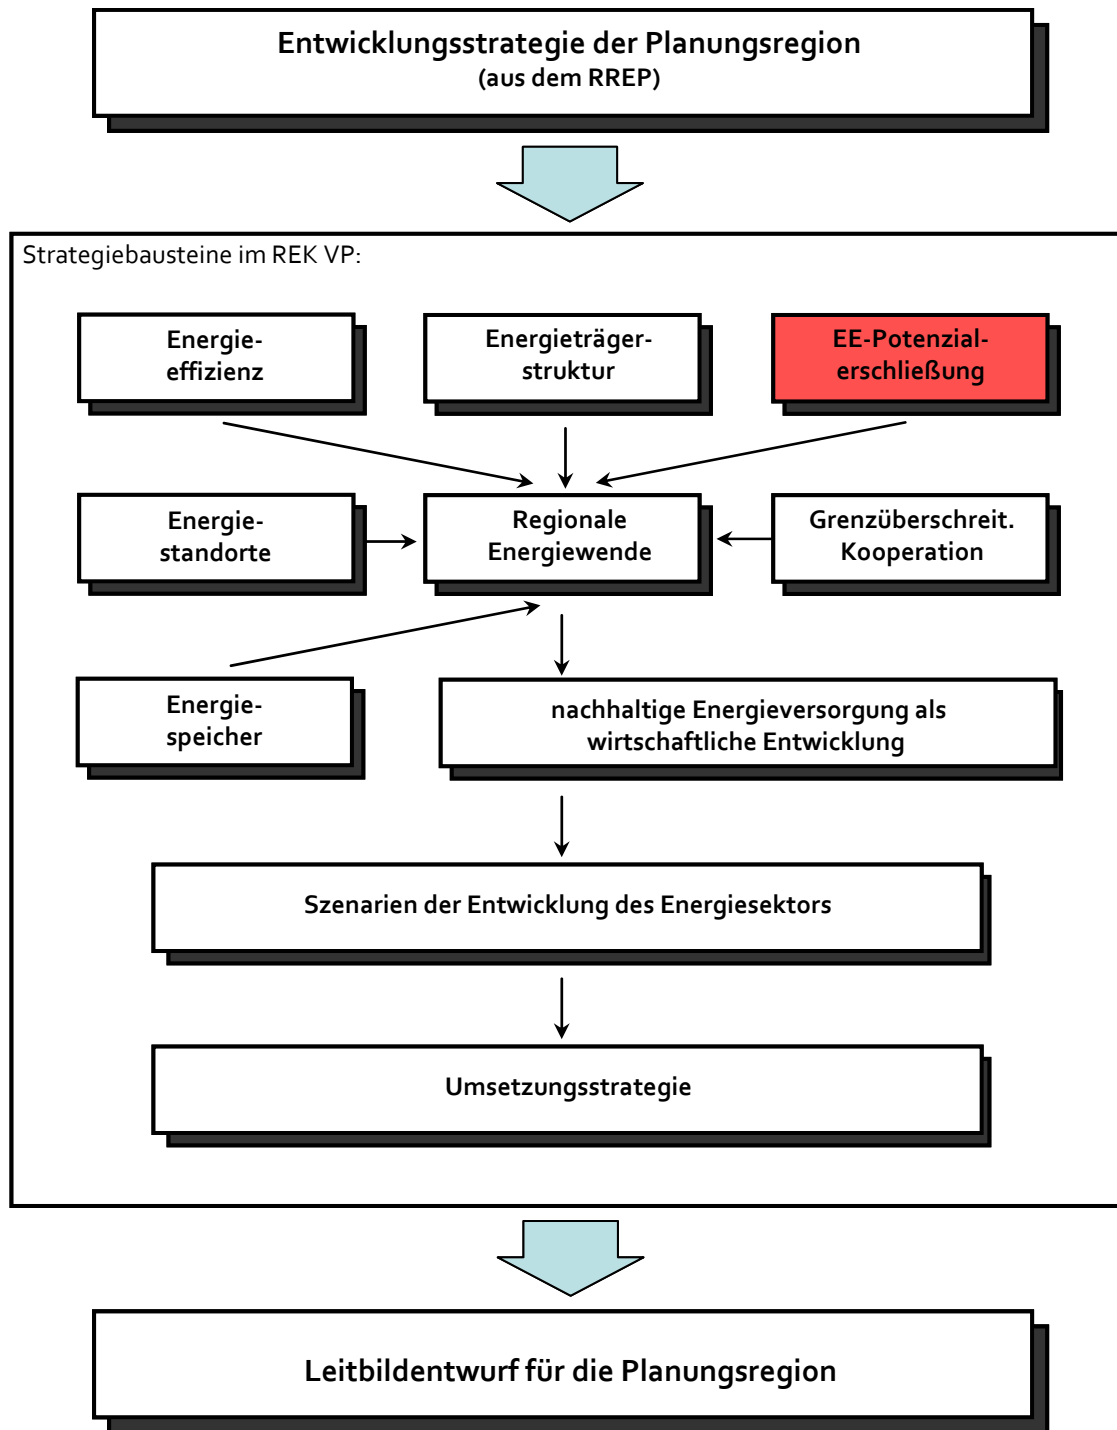 Entwicklungsstrategie der Planungsregion
(aus dem RREP)
Strategiebausteine im REK VP:
Energie-
effizienz
Energieträger-
struktur
EE-Potenzial-
erschließung
Energie-
standorte
Regionale
Energiewende
Grenzüberschreit.
Kooperation
Energie-
speicher
nachhaltige Energieversorgung als
wirtschaftliche Entwicklung
Szenarien der Entwicklung des Energiesektors
Umsetzungsstrategie
Leitbildentwurf für die Planungsregion